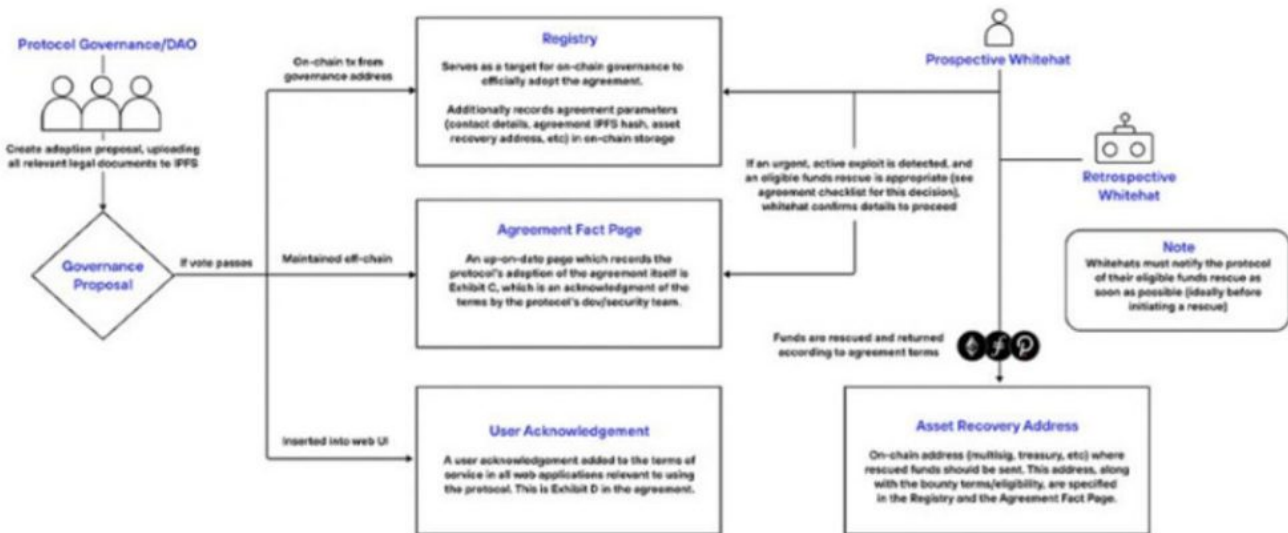 Protocol Governance/DAO
Create adoption proposal, uploading
all relevant legal documents to IPFS
Governance
Proposal
If vote passes
On-chain tx from
governance address
Maintained off-chain
Inserted into web UI
Registry
Serves as a target for on-chain governance to
officially adopt the agreement.
Additionally records agreement parameters
(contact details, agreement IPFS hash, asset
recovery address, etc) in on-chain storage
Agreement Fact Page
An up-on-date page which records the
protocol's adoption of the agreement itself is
Exhibit C, which is an acknowledgment of the
terms by the protocol's dev/security team.
User Acknowledgement
A user acknowledgement added to the terms of
service in all web applications relevant to using
the protocol. This is Exhibit D in the agreement.
Prospective Whitehat
If an urgent, active exploit is detected, and
an eligible funds rescue is appropriate (see
agreement checklist for this decision),
whitehat confirms details to proceed
Retrospective
Whitehat
Note
Whitehats must notify the protocol
of their eligible funds rescue as
soon as possible (ideally before
initiating a rescue)
Funds are rescued and returned
according to agreement terms
Asset Recovery Address
On-chain address (multisig, treasury, etc) where
rescued funds should be sent. This address, along
with the bounty terms/eligibility, are specified
in the Registry and the Agreement Fact Page.